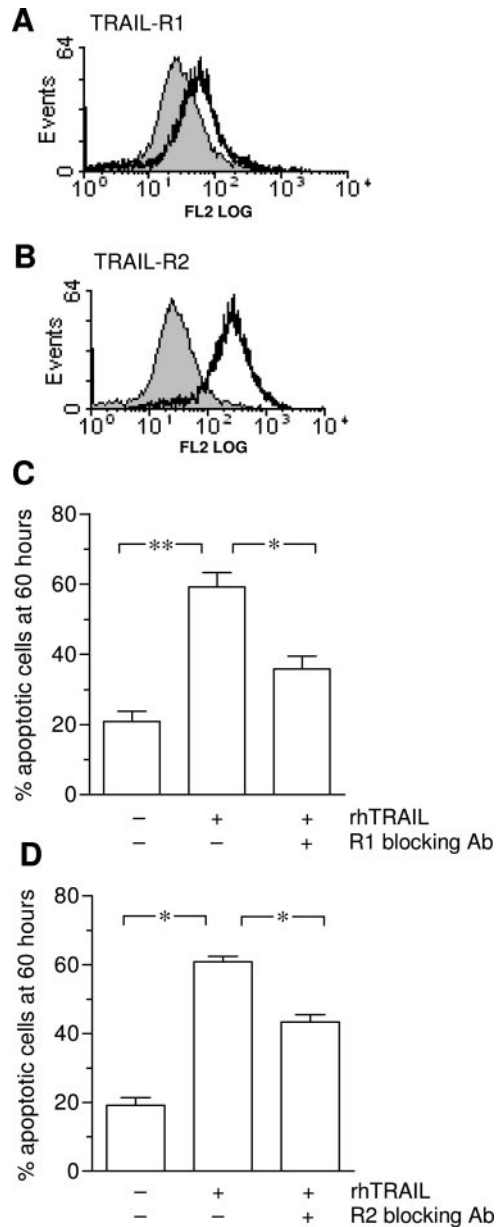 A
TRAIL-R1
64
Events
0
10⁰ 10¹ 10² 10³ 10⁴
FL2 LOG
B
TRAIL-R2
64
Events
0
10⁰ 10¹ 10² 10³ 10⁴
FL2 LOG
C
% apoptotic cells at 60 hours
80
60
40
20
0
** *
− + + rhTRAIL
− − + R1 blocking Ab
D
% apoptotic cells at 60 hours
80
60
40
20
0
* *
− + + rhTRAIL
− − + R2 blocking Ab